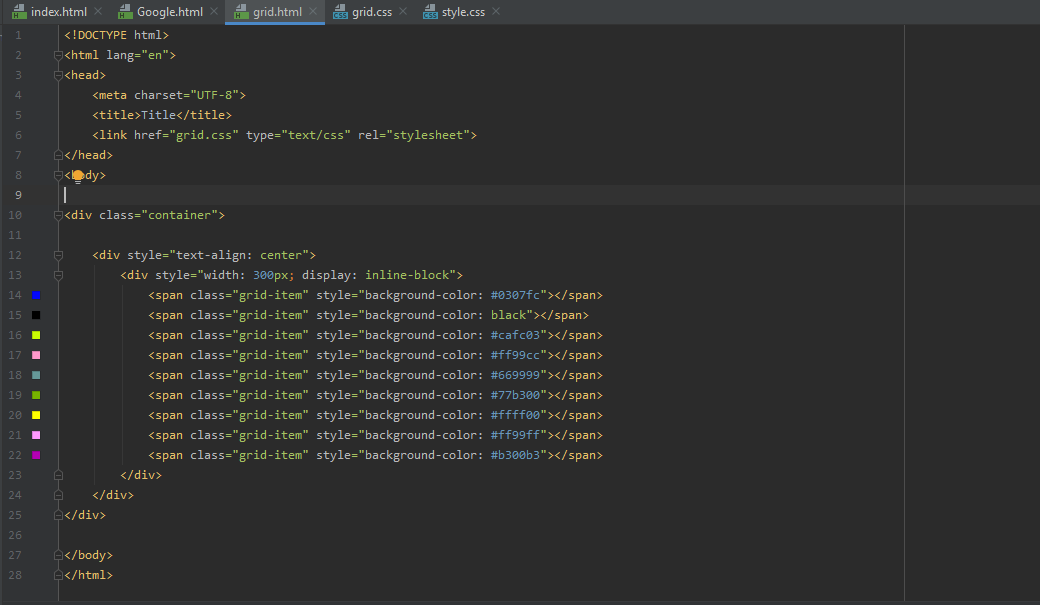 index.html Google.html grid.html grid.css style.css
1 <!DOCTYPE html>
2 <html lang="en">
3 <head>
4     <meta charset="UTF-8">
5     <title>Title</title>
6     <link href="grid.css" type="text/css" rel="stylesheet">
7 </head>
8 <body>
9
10 <div class="container">
11
12     <div style="text-align: center">
13         <div style="width: 300px; display: inline-block">
14             <span class="grid-item" style="background-color: #0307fc"></span>
15             <span class="grid-item" style="background-color: black"></span>
16             <span class="grid-item" style="background-color: #cafc03"></span>
17             <span class="grid-item" style="background-color: #ff99cc"></span>
18             <span class="grid-item" style="background-color: #669999"></span>
19             <span class="grid-item" style="background-color: #77b300"></span>
20             <span class="grid-item" style="background-color: #ffff00"></span>
21             <span class="grid-item" style="background-color: #ff99ff"></span>
22             <span class="grid-item" style="background-color: #b300b3"></span>
23         </div>
24     </div>
25 </div>
26
27 </body>
28 </html>